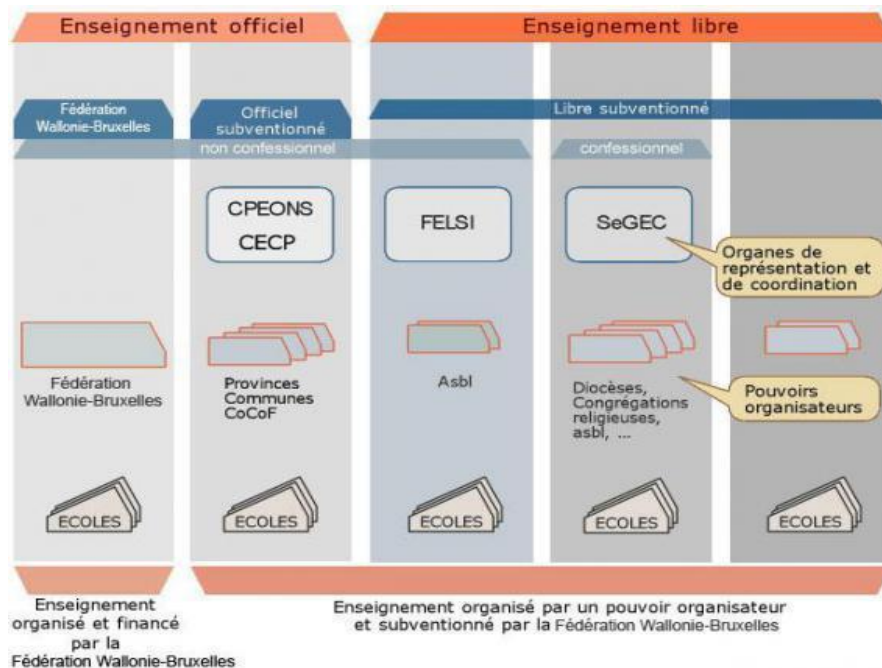 Enseignement officiel
Enseignement libre
Fédération
Wallonie-Bruxelles
Officiel
subventionné
Libre subventionné
non confessionnel
confessionnel
CPEONS
CECP
FELSI
SeGEC
Organes de
représentation et
de coordination
Fédération
Wallonie-Bruxelles
Provinces
Communes
CoCoF
Asbl
Diocèses,
Congrégations
religieuses,
asbl, ...
Pouvoirs
organisateurs
ECOLES
ECOLES
ECOLES
ECOLES
ECOLES
Enseignement
organisé et financé
par la
Fédération Wallonie-Bruxelles
Enseignement organisé par un pouvoir organisateur
et subventionné par la Fédération Wallonie-Bruxelles